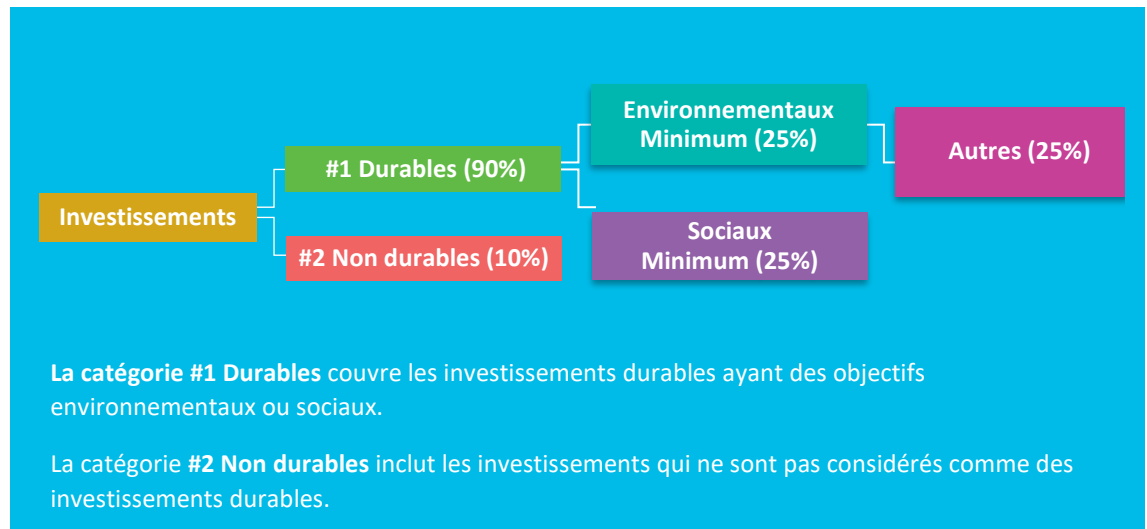 Environnementaux
Minimum (25%)
Autres (25%)
#1 Durables (90%)
Investissements
Sociaux
Minimum (25%)
#2 Non durables (10%)
La catégorie #1 Durables couvre les investissements durables ayant des objectifs
environnementaux ou sociaux.
La catégorie #2 Non durables inclut les investissements qui ne sont pas considérés comme des
investissements durables.